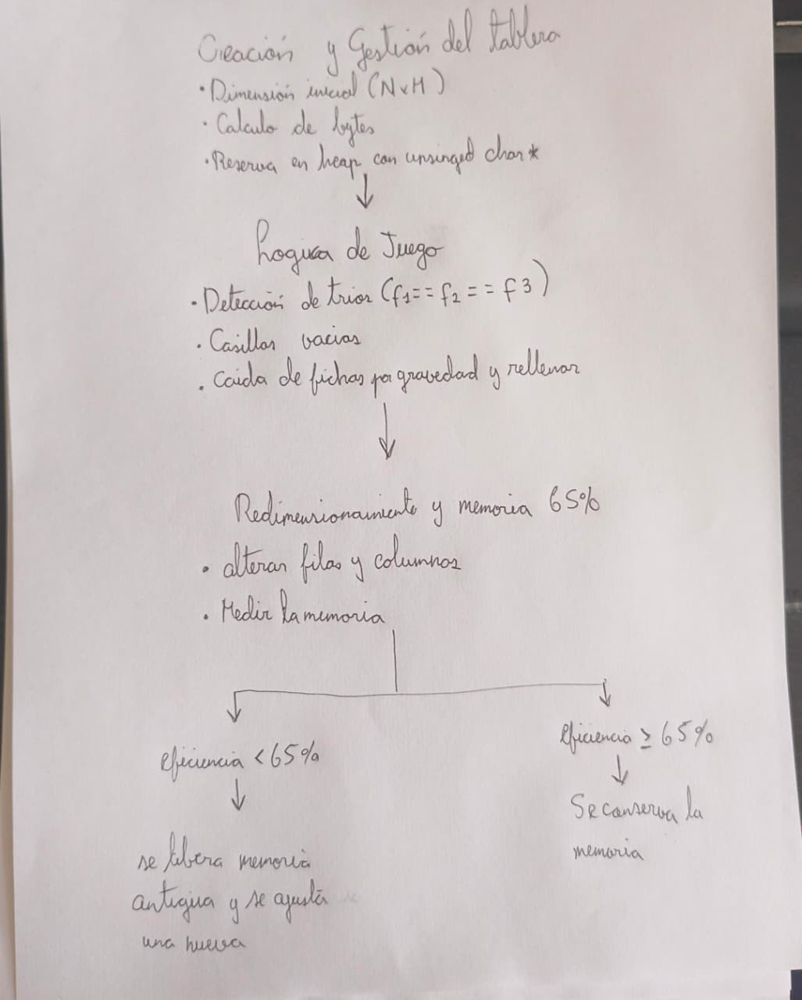 Creación y Gestión del tablero
• Dimensión inicial (NxM)
• Calculo de bytes
• Reserva en heap con unsinged char*
Logica de Juego
• Detección de trios (f1== f2 == f3)
• Casillas vacias
• Caida de fichas por gravedad y rellenar
Redimensionamiento y memoria 65%
• alterar filas y columnas
• Medir la memoria
eficiencia < 65%
eficiencia ≥ 65%
se libera memoria
antigua y se ajusta
una nueva
Se conserva la
memoria